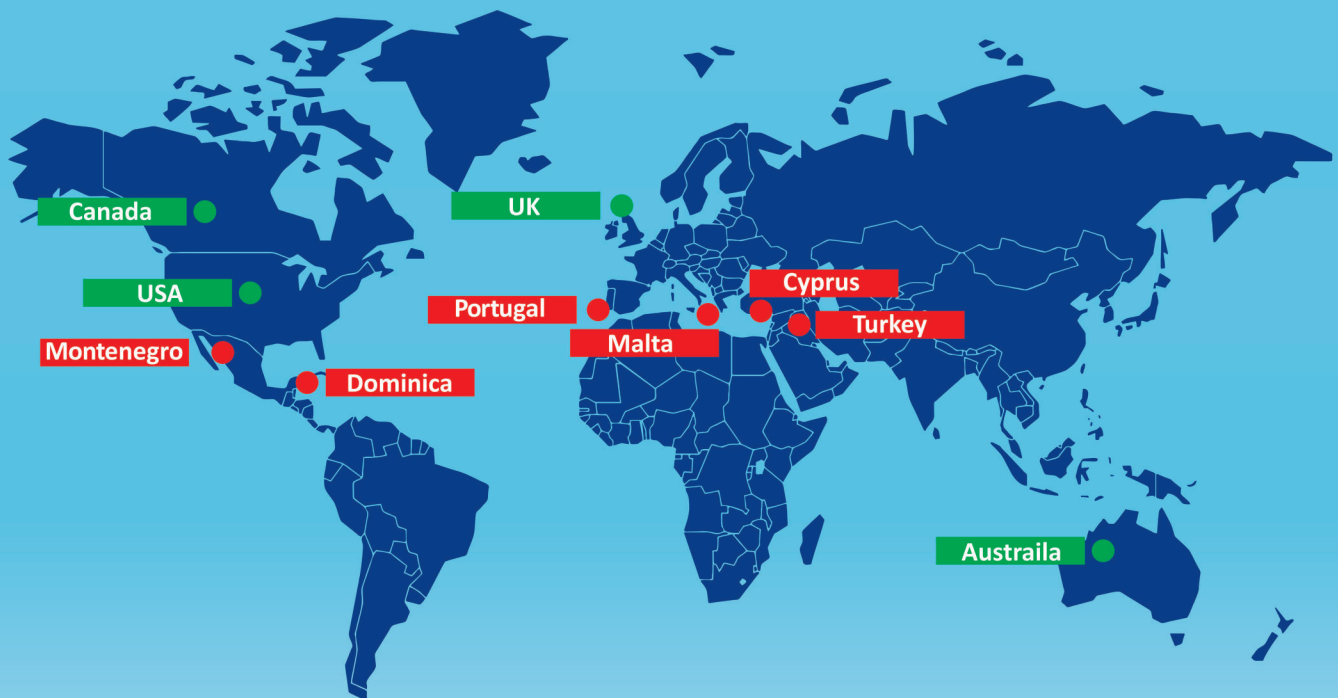 Canada
UK
USA
Cyprus
Portugal
Turkey
Malta
Montenegro
Dominica
Austraila